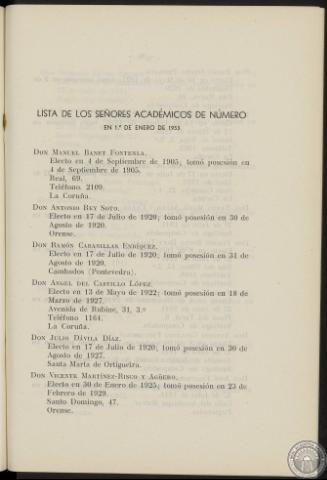 LISTA DE LOS SEÑORES ACADÉMICOS DE NÚMERO
EN 1.º DE ENERO DE 1953
DON MANUEL BANET FONTENLA.
Electo en 4 de Septiembre de 1905; tomó posesión en
4 de Septiembre de 1905.
Real, 69.
Teléfono 2109.
La Coruña.
DON ANTONIO REY SOTO.
Electo en 17 de Julio de 1920; tomó posesión en 30 de
Agosto de 1920.
Orense.
DON RAMÓN CABANILLAS ENRÍQUEZ.
Electo en 17 de Julio de 1920; tomó posesión en 31 de
Agosto de 1920.
Cambados (Pontevedra).
DON ANGEL DEL CASTILLO LÓPEZ
Electo en 13 de Mayo de 1922; tomó posesión en 18 de
Marzo de 1927.
Avenida de Rubine, 31, 3.º
Teléfono 1164.
La Coruña.
DON JULIO DÁVILA DÍAZ.
Electo en 17 de Julio de 1920; tomó posesión en 30 de
Agosto de 1927.
Santa María de Ortigueira.
DON VICENTE MARTÍNEZ-RISCO Y AGÜERO.
Electo en 30 de Enero de 1925; tomó posesión en 23 de
Febrero de 1929.
Santo Domingo, 47.
Orense.